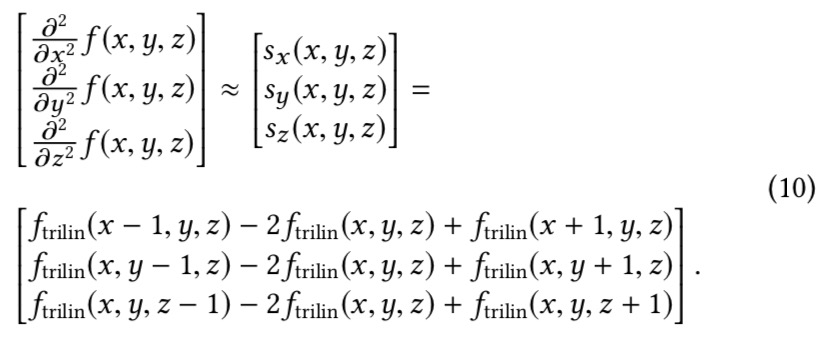 ∂²/∂x² f(x, y, z)
∂²/∂y² f(x, y, z)
∂²/∂z² f(x, y, z)
≈
s_x(x, y, z)
s_y(x, y, z)
s_z(x, y, z)
=
(10)
f_trilin(x − 1, y, z) − 2f_trilin(x, y, z) + f_trilin(x + 1, y, z)
f_trilin(x, y − 1, z) − 2f_trilin(x, y, z) + f_trilin(x, y + 1, z)
f_trilin(x, y, z − 1) − 2f_trilin(x, y, z) + f_trilin(x, y, z + 1)
.